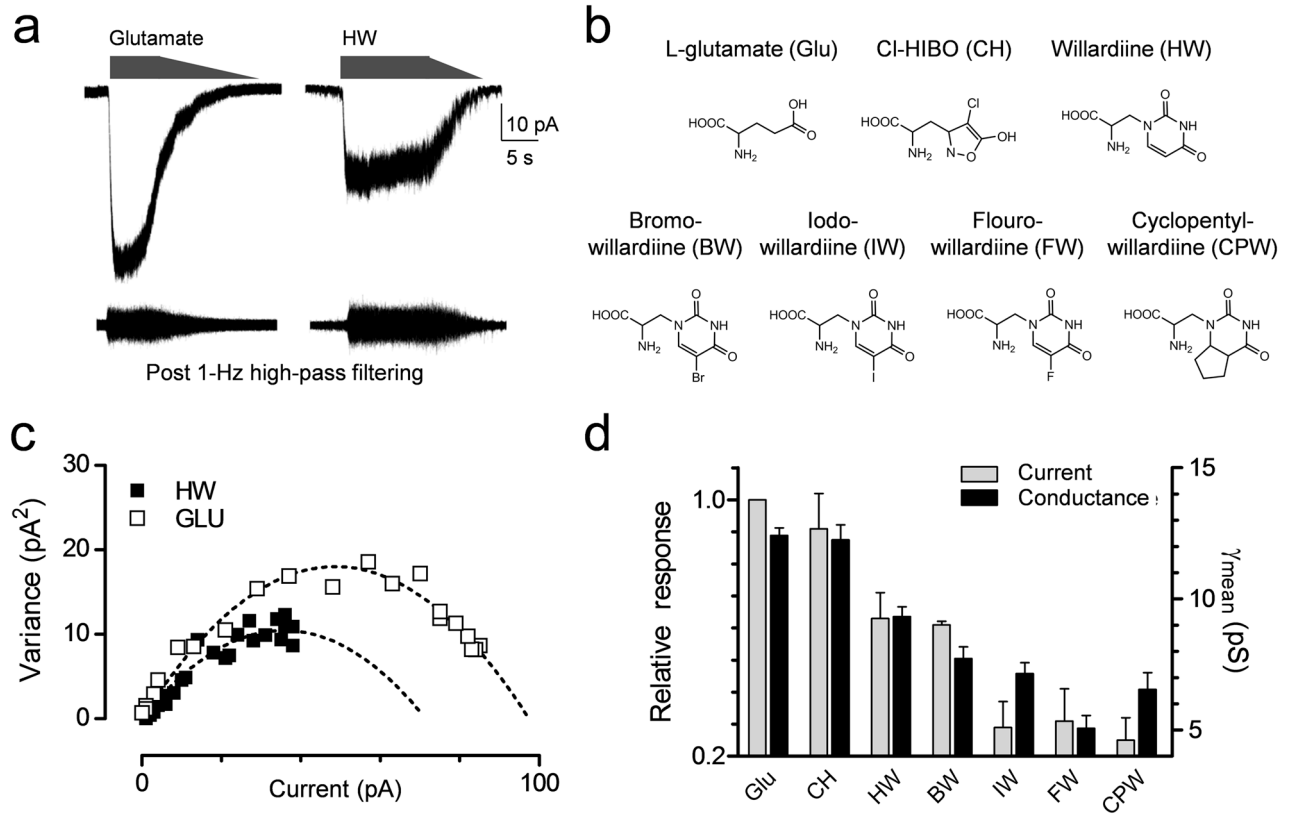 a
Glutamate
HW
10 pA
5 s
Post 1-Hz high-pass filtering
b
L-glutamate (Glu)
Cl-HIBO (CH)
Willardiine (HW)
HOOC
NH2
OH
O
HOOC
NH2
Cl
OH
N
O
HOOC
NH2
O
N
NH
O
Bromo-
willardiine (BW)
Iodo-
willardiine (IW)
Flouro-
willardiine (FW)
Cyclopentyl-
willardiine (CPW)
HOOC
NH2
O
N
NH
O
Br
HOOC
NH2
O
N
NH
O
I
HOOC
NH2
O
N
NH
O
F
HOOC
NH2
O
N
NH
O
c
Variance (pA²)
30
20
10
0
HW
GLU
0
100
Current (pA)
d
Relative response
1.0
0.2
Current
Conductance
15
10
5
γmean (pS)
Glu
CH
HW
BW
IW
FW
CPW